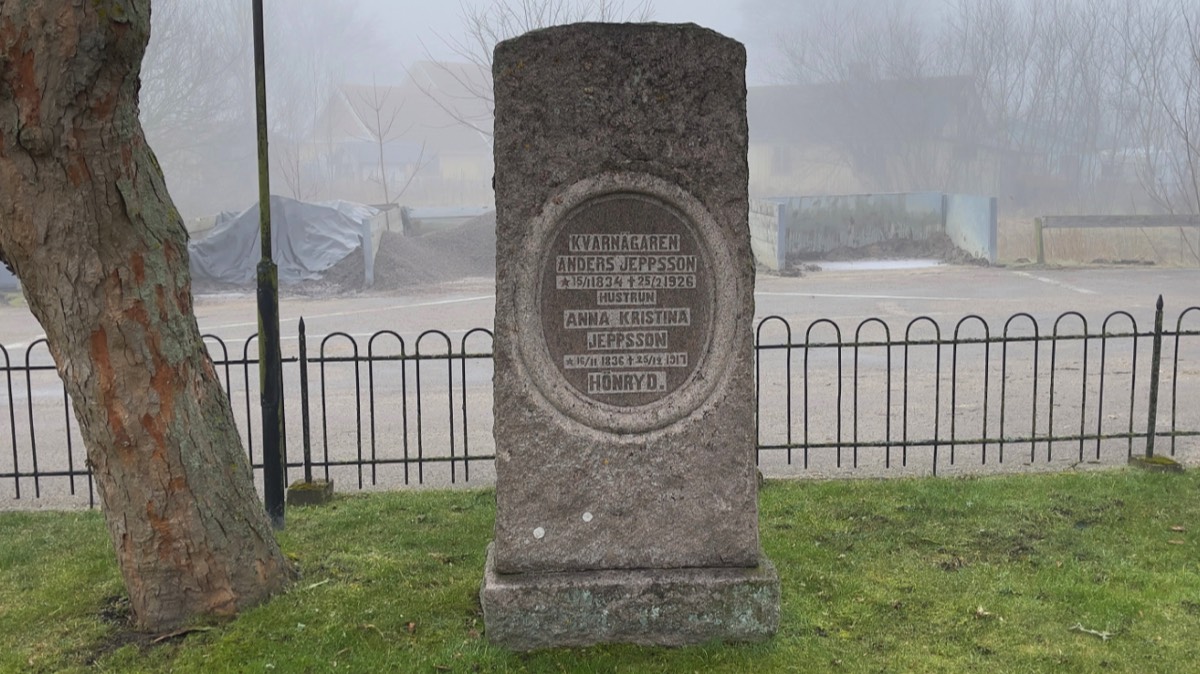 KVARNÄGAREN
ANDERS JEPPSSON
* 15/1 1834 † 25/2 1926
HUSTRUN
ANNA KRISTINA
JEPPSSON
* 16/11 1836 † 25/12 1917
HÖNRYD.